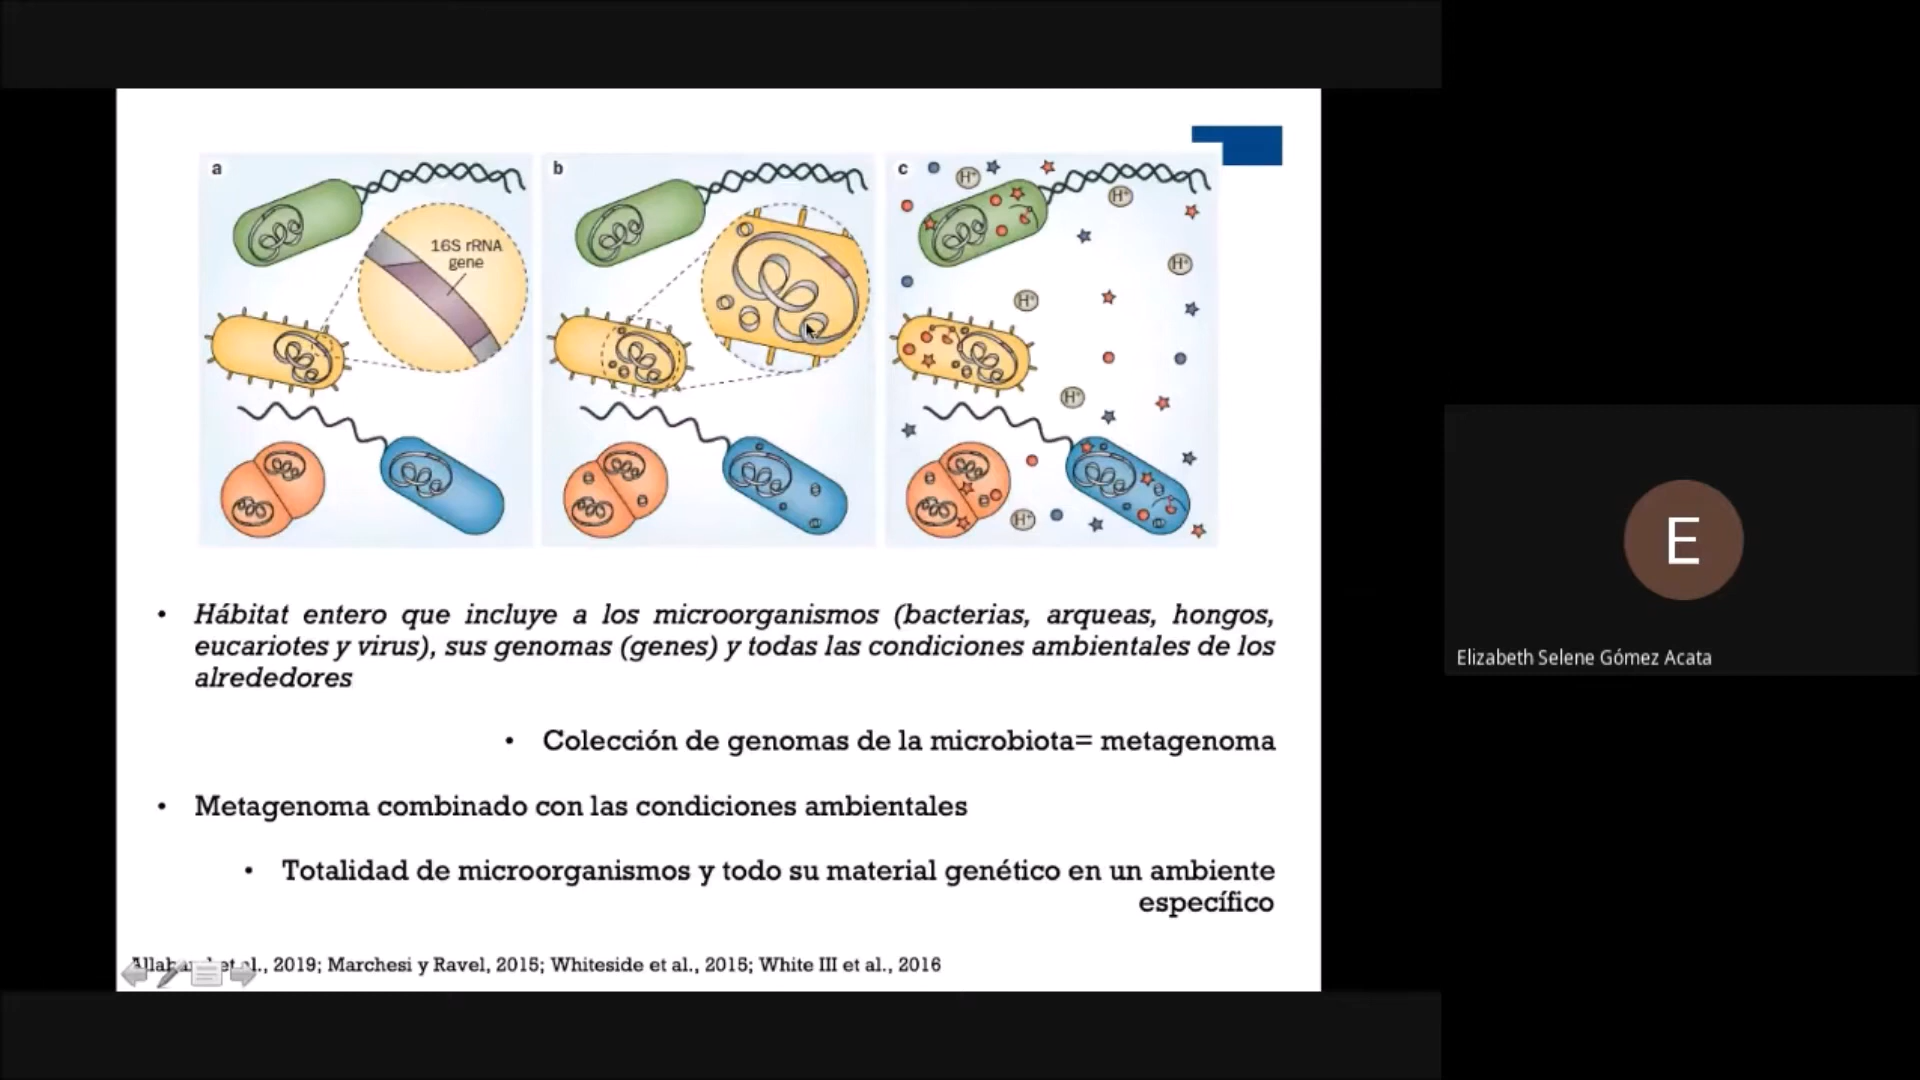 a
b
c
16S rRNA
gene
H⁺
H⁺
H⁺
H⁺
H⁺
H⁺
• Hábitat entero que incluye a los microorganismos (bacterias, arqueas, hongos,
eucariotes y virus), sus genomas (genes) y todas las condiciones ambientales de los
alrededores
• Colección de genomas de la microbiota= metagenoma
• Metagenoma combinado con las condiciones ambientales
• Totalidad de microorganismos y todo su material genético en un ambiente
específico
2019; Marchesi y Ravel, 2015; Whiteside et al., 2015; White III et al., 2016
E
Elizabeth Selene Gómez Acata